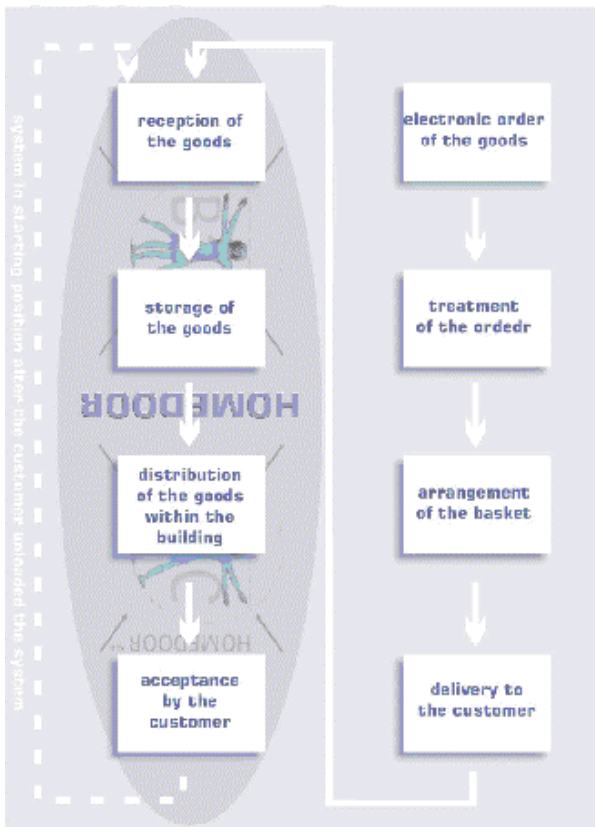 reception of
the goods
electronic order
of the goods
storage of
the goods
treatment
of the ordedr
HOMEDOOR
distribution
of the goods
within the
building
arrangement
of the basket
HOMEDOOR
acceptance
by the
customer
delivery to
the customer
system in starting position after the customer unloaded the system